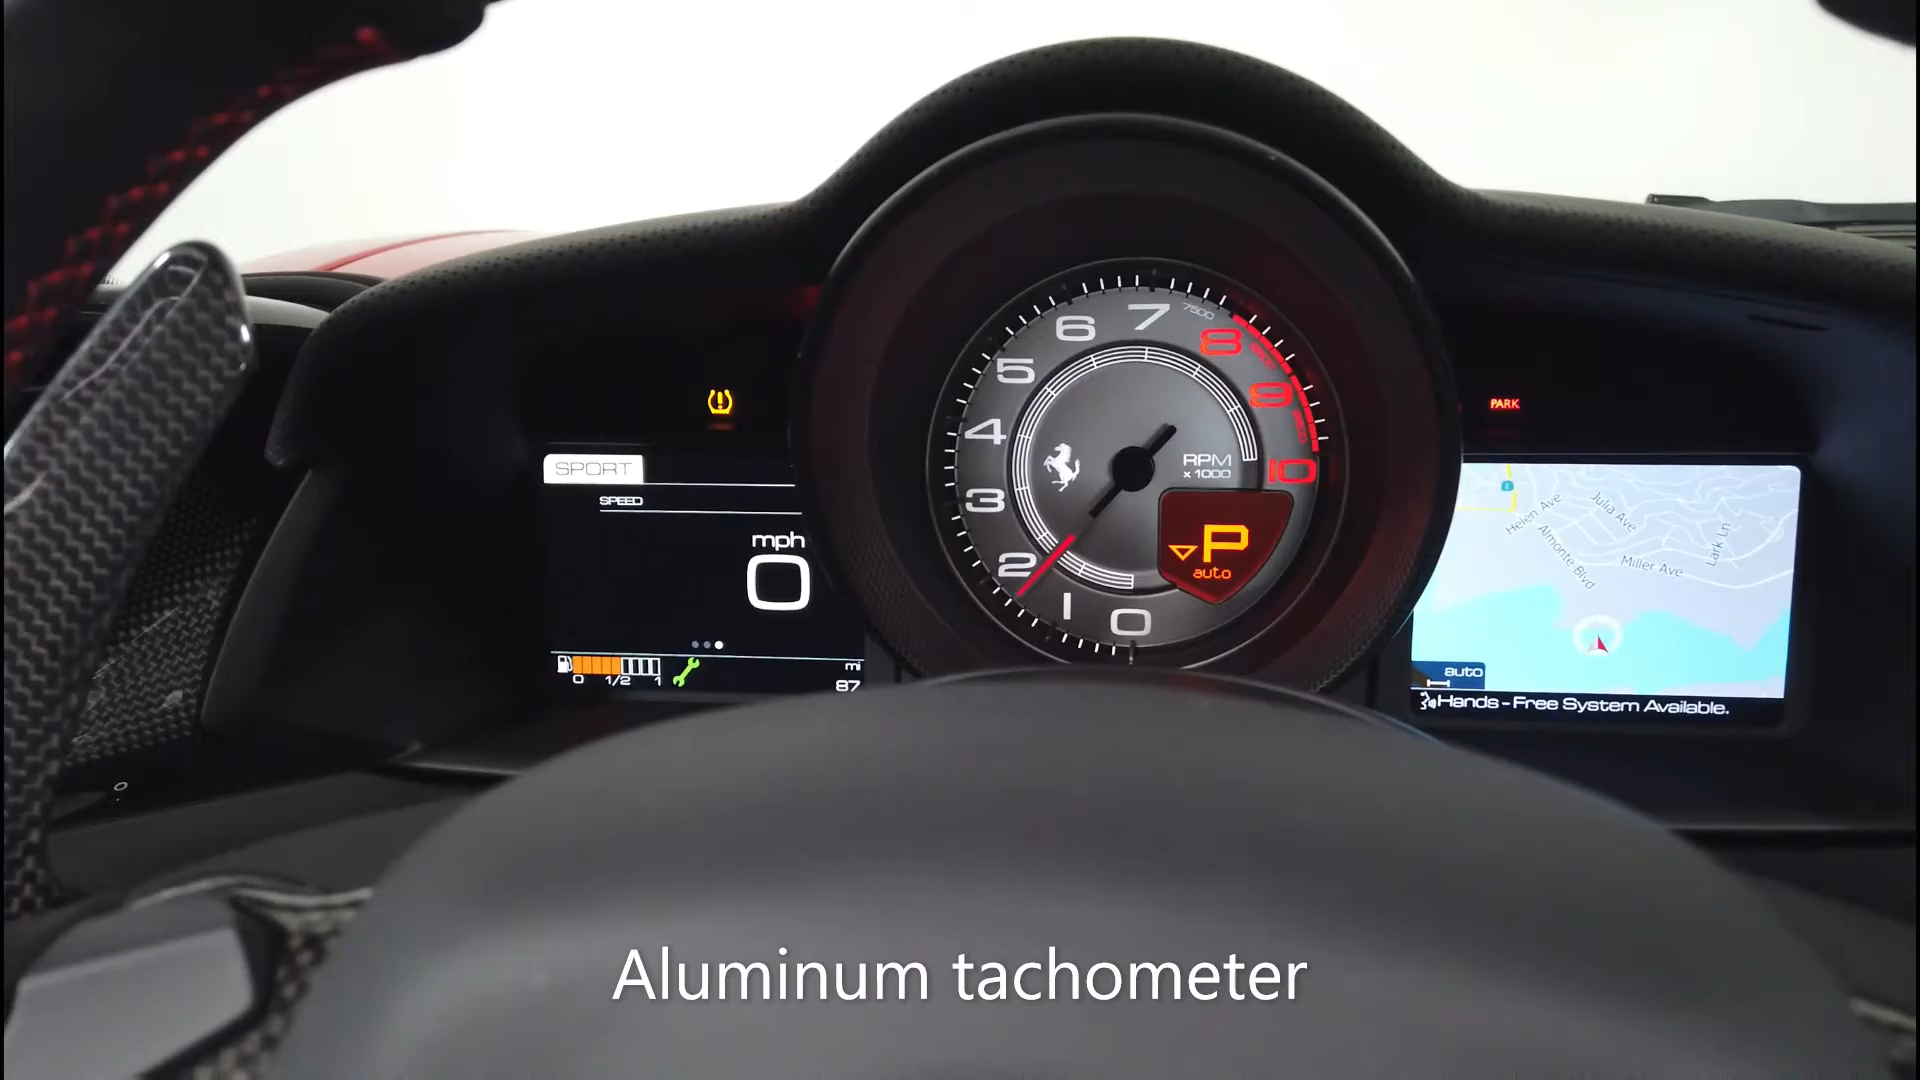 SPORT
SPEED
mph
0
0 1/2 1
mi
87
0
1
2
3
4
5
6
7
7500
8
9
10
RPM
x 1000
P
auto
PARK
Helen Ave
Julia Ave
Almonte Blvd
Miller Ave
Lark Ln
auto
Hands - Free System Available.
Aluminum tachometer